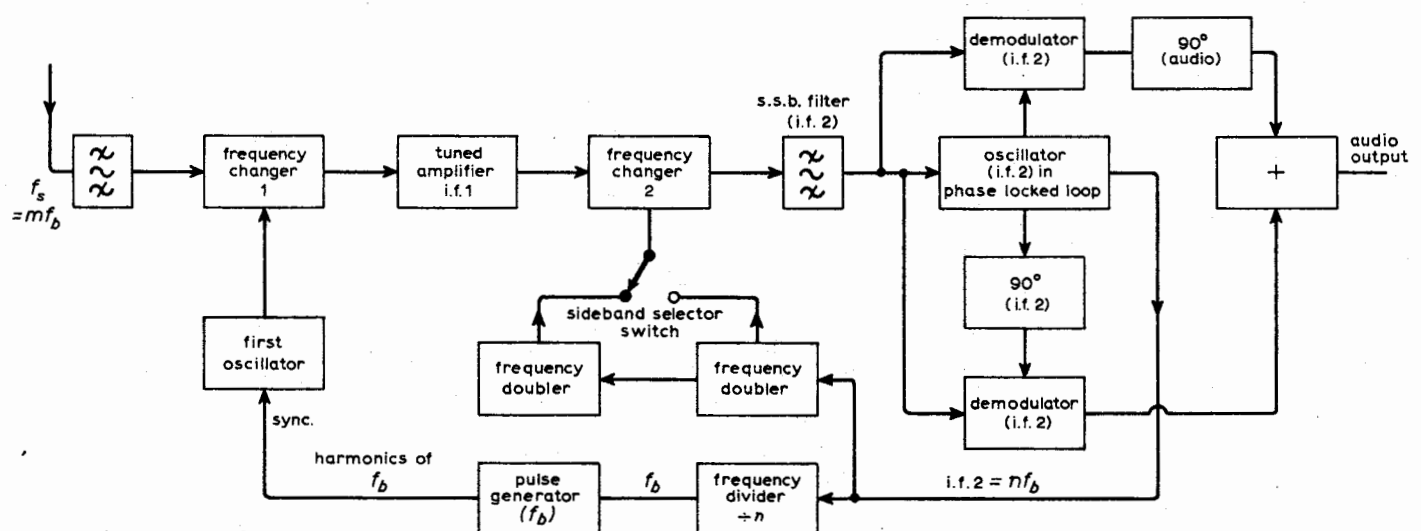 demodulator
(i.f. 2)
90°
(audio)
s.s.b. filter
(i.f. 2)
audio
output
frequency
changer
1
tuned
amplifier
i.f.1
frequency
changer
2
oscillator
(i.f. 2) in
phase locked loop
+
f_s
=mf_b
90°
(i.f. 2)
sideband selector
switch
first
oscillator
frequency
doubler
frequency
doubler
demodulator
(i.f. 2)
sync.
harmonics of
f_b
pulse
generator
(f_b)
f_b
frequency
divider
÷n
i.f. 2 = nf_b